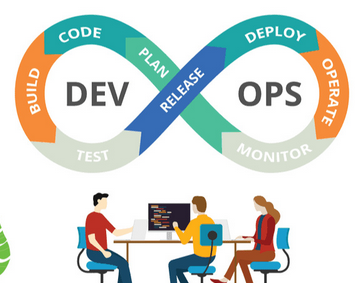 CODE
PLAN
BUILD
DEV
TEST
RELEASE
DEPLOY
OPS
OPERATE
MONITOR